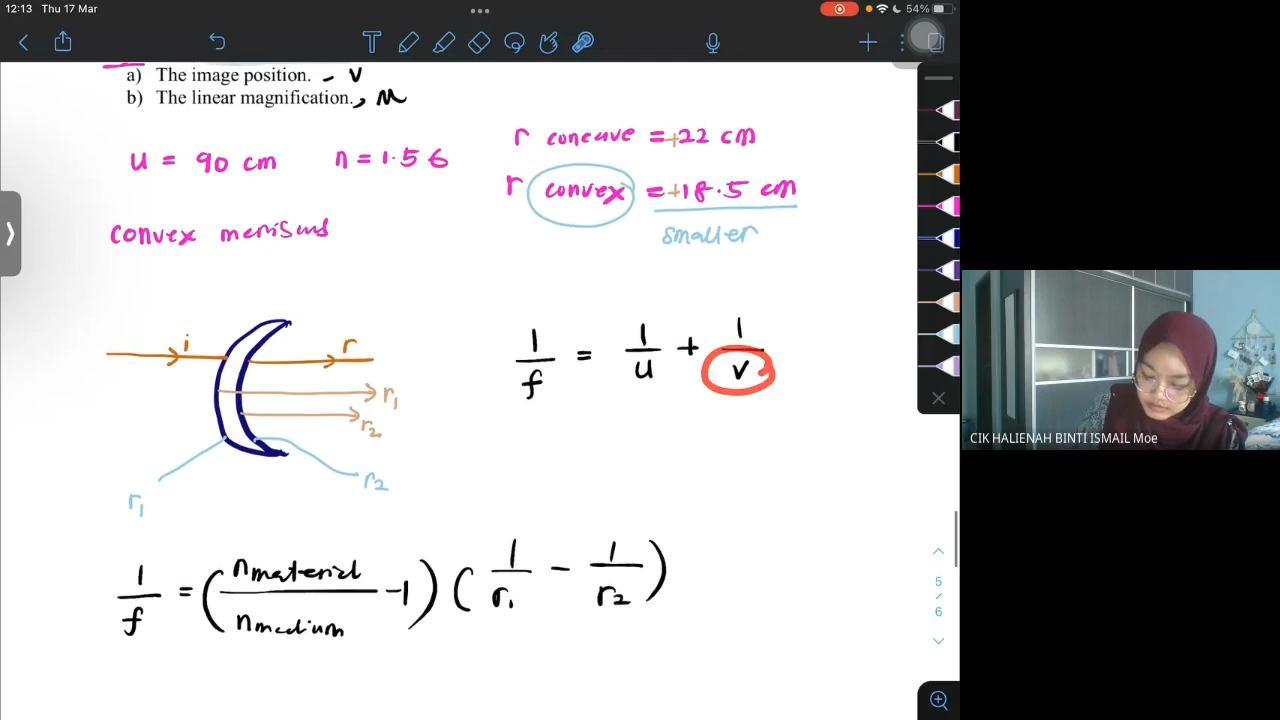 12:13 Thu 17 Mar
54%
a) The image position. - v
b) The linear magnification. , M
u = 90 cm n = 1.56
r concave = +22 cm
r convex = +18.5 cm
smaller
convex meniscus
i
r
r1
r2
r1
r2
1/f = 1/u + 1/v
1/f = (nmaterial/nmedium - 1) (1/r1 - 1/r2)
5
/
6
CIK HALIENAH BINTI ISMAIL Moe